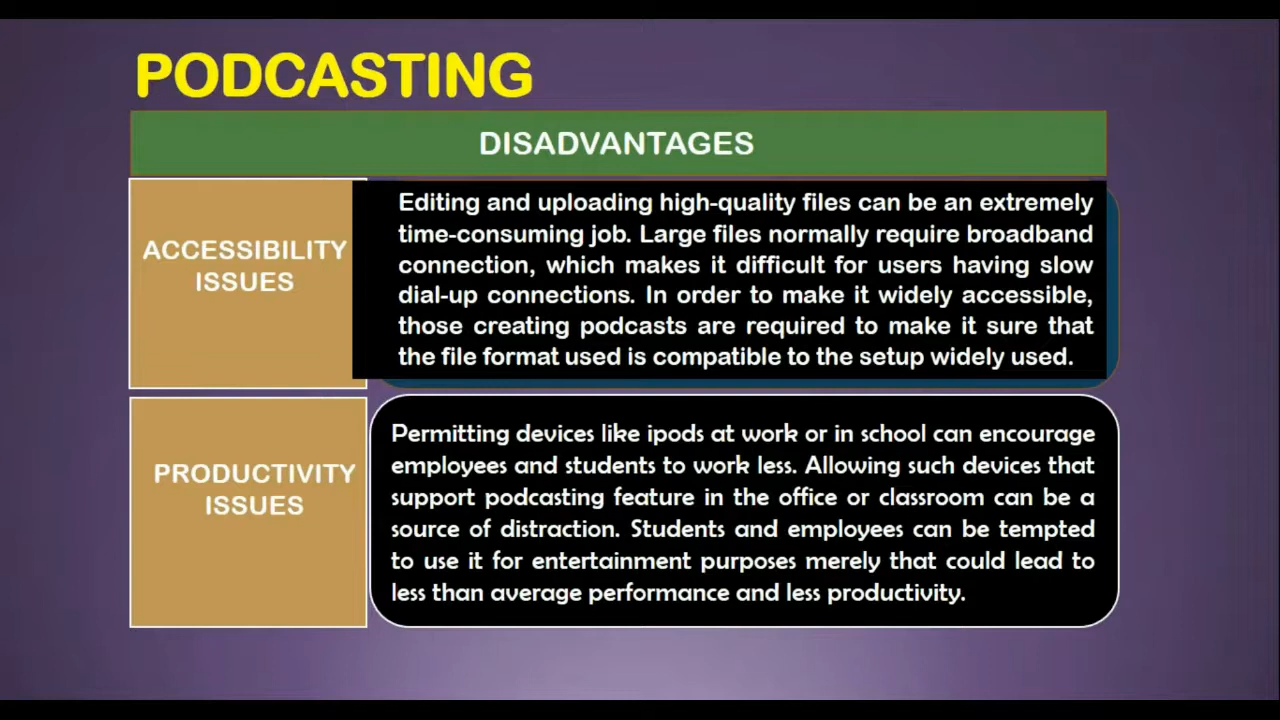 PODCASTING
DISADVANTAGES
ACCESSIBILITY
ISSUES
Editing and uploading high-quality files can be an extremely
time-consuming job. Large files normally require broadband
connection, which makes it difficult for users having slow
dial-up connections. In order to make it widely accessible,
those creating podcasts are required to make it sure that
the file format used is compatible to the setup widely used.
PRODUCTIVITY
ISSUES
Permitting devices like ipods at work or in school can encourage
employees and students to work less. Allowing such devices that
support podcasting feature in the office or classroom can be a
source of distraction. Students and employees can be tempted
to use it for entertainment purposes merely that could lead to
less than average performance and less productivity.